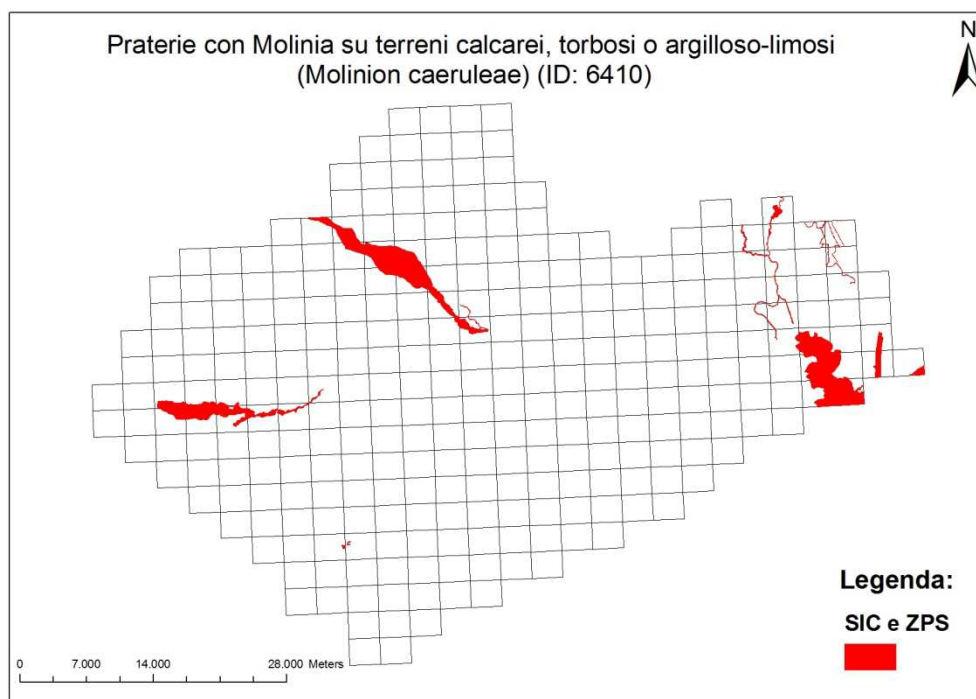 Praterie con Molinia su terreni calcarei, torbosi o argilloso-limosi
(Molinion caeruleae) (ID: 6410)
N
Legenda:
SIC e ZPS
0 7.000 14.000 28.000 Meters